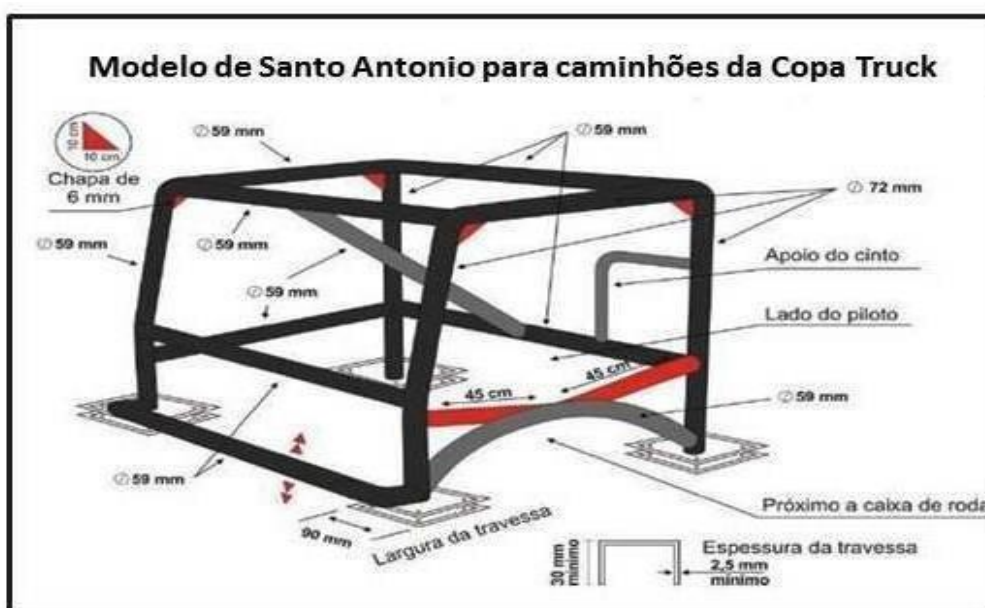 Modelo de Santo Antonio para caminhões da Copa Truck
10 cm
10 cm
Chapa de
6 mm
∅ 59 mm
∅ 59 mm
∅ 72 mm
∅ 59 mm
∅ 59 mm
Apoio do cinto
∅ 59 mm
Lado do piloto
45 cm
45 cm
∅ 59 mm
∅ 59 mm
90 mm
Largura da travessa
Próximo a caixa de roda
30 mm
mínimo
Espessura da travessa
2,5 mm
mínimo